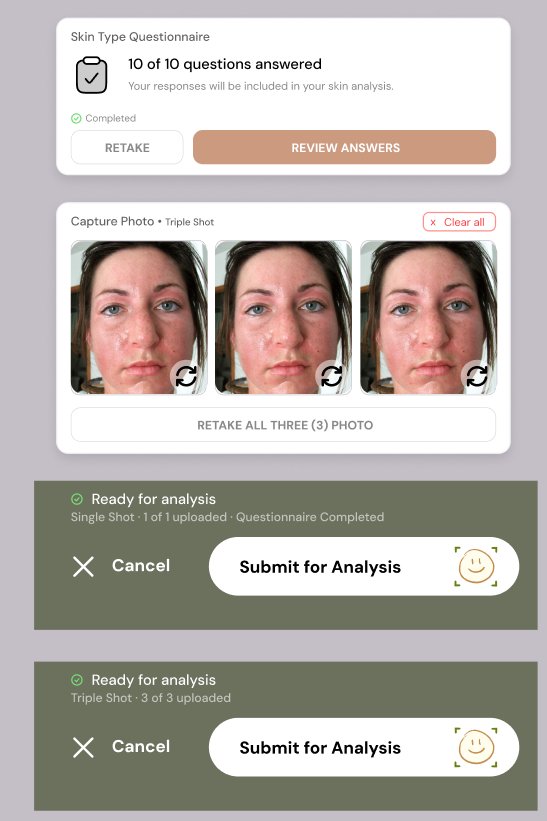 Skin Type Questionnaire
10 of 10 questions answered
Your responses will be included in your skin analysis.
Completed
RETAKE
REVIEW ANSWERS
Capture Photo • Triple Shot
x Clear all
RETAKE ALL THREE (3) PHOTO
Ready for analysis
Single Shot · 1 of 1 uploaded · Questionnaire Completed
Cancel
Submit for Analysis
Ready for analysis
Triple Shot · 3 of 3 uploaded
Cancel
Submit for Analysis